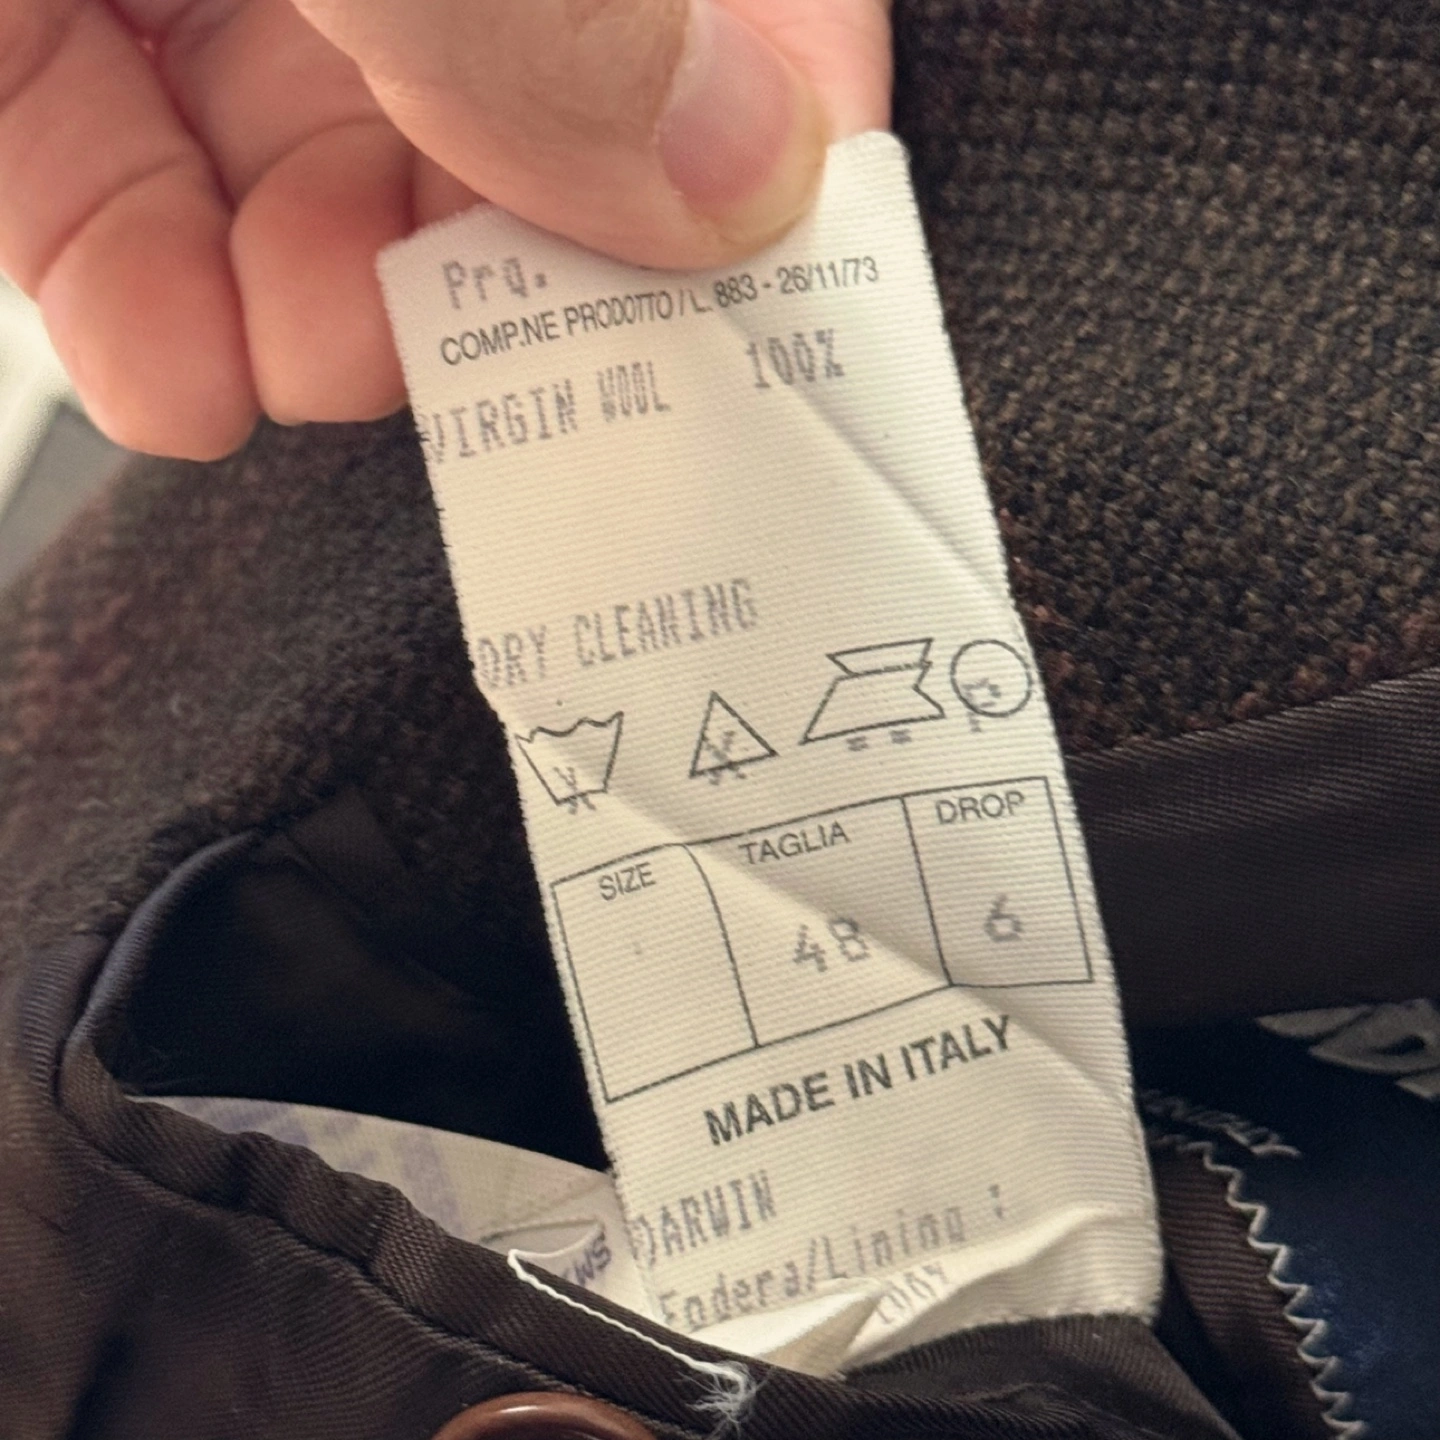 Prq.
COMP.NE PRODOTTO / L. 883 - 26/11/73
VIRGIN WOOL 100%
DRY CLEANING
SIZE TAGLIA DROP
48 6
MADE IN ITALY
DARWIN
Fodera/Lining :
100%